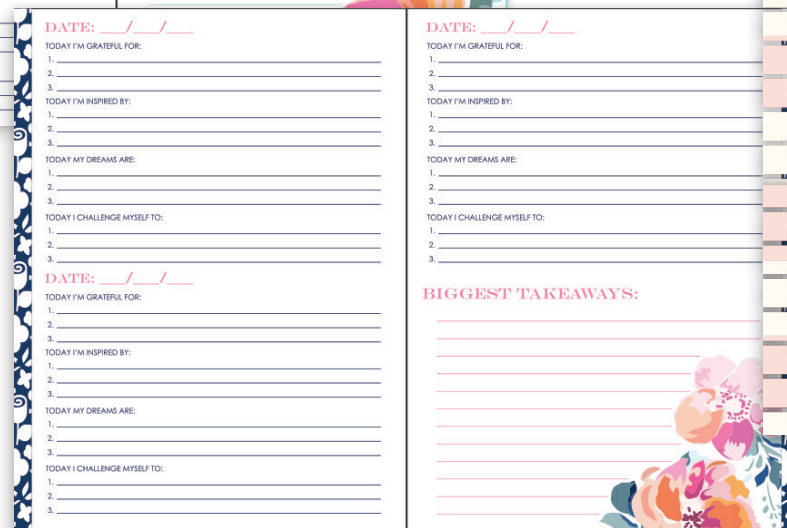 DATE: ___/___/___
TODAY I'M GRATEFUL FOR:
1.
2.
3.
TODAY I'M INSPIRED BY:
1.
2.
3.
TODAY MY DREAMS ARE:
1.
2.
3.
TODAY I CHALLENGE MYSELF TO:
1.
2.
3.
DATE: ___/___/___
TODAY I'M GRATEFUL FOR:
1.
2.
3.
TODAY I'M INSPIRED BY:
1.
2.
3.
TODAY MY DREAMS ARE:
1.
2.
3.
TODAY I CHALLENGE MYSELF TO:
1.
2.
3.
DATE: ___/___/___
TODAY I'M GRATEFUL FOR:
1.
2.
3.
TODAY I'M INSPIRED BY:
1.
2.
3.
TODAY MY DREAMS ARE:
1.
2.
3.
TODAY I CHALLENGE MYSELF TO:
1.
2.
3.
BIGGEST TAKEAWAYS: